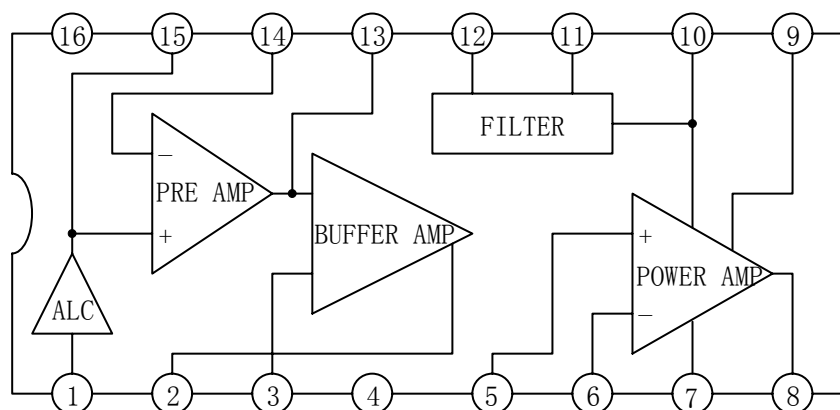 16 15 14 13 12 11 10 9
FILTER
−
PRE AMP
+
BUFFER AMP
+
POWER AMP
−
ALC
1 2 3 4 5 6 7 8